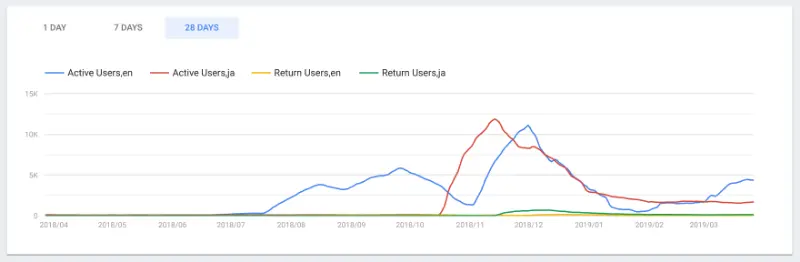 1 DAY 7 DAYS 28 DAYS
Active Users,en Active Users,ja Return Users,en Return Users,ja
15K
10K
5K
0
2018/04 2018/05 2018/06 2018/07 2018/08 2018/09 2018/10 2018/11 2018/12 2019/01 2019/02 2019/03